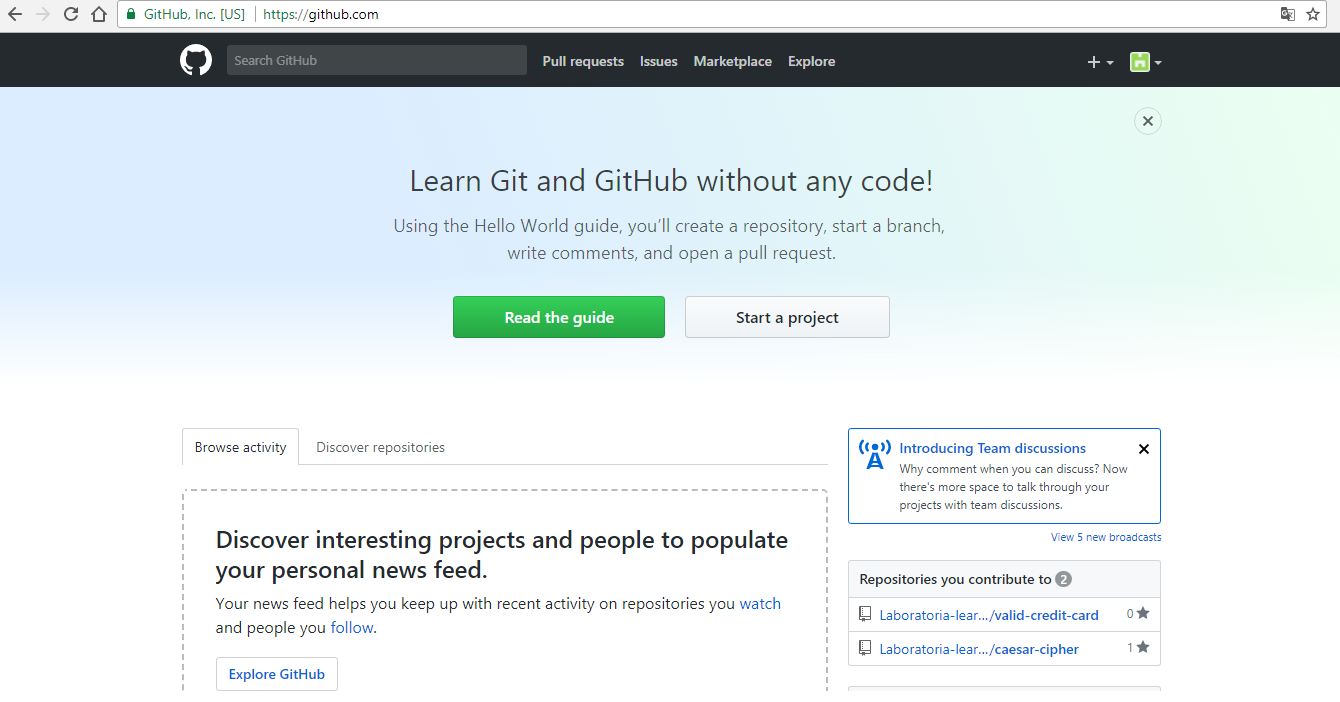 GitHub, Inc. [US] https://github.com
Search GitHub Pull requests Issues Marketplace Explore
Learn Git and GitHub without any code!
Using the Hello World guide, you’ll create a repository, start a branch,
write comments, and open a pull request.
Read the guide Start a project
Browse activity Discover repositories
Discover interesting projects and people to populate
your personal news feed.
Your news feed helps you keep up with recent activity on repositories you watch
and people you follow.
Explore GitHub
Introducing Team discussions
Why comment when you can discuss? Now
there's more space to talk through your
projects with team discussions.
View 5 new broadcasts
Repositories you contribute to 2
Laboratoria-lear…/valid-credit-card 0
Laboratoria-lear…/caesar-cipher 1